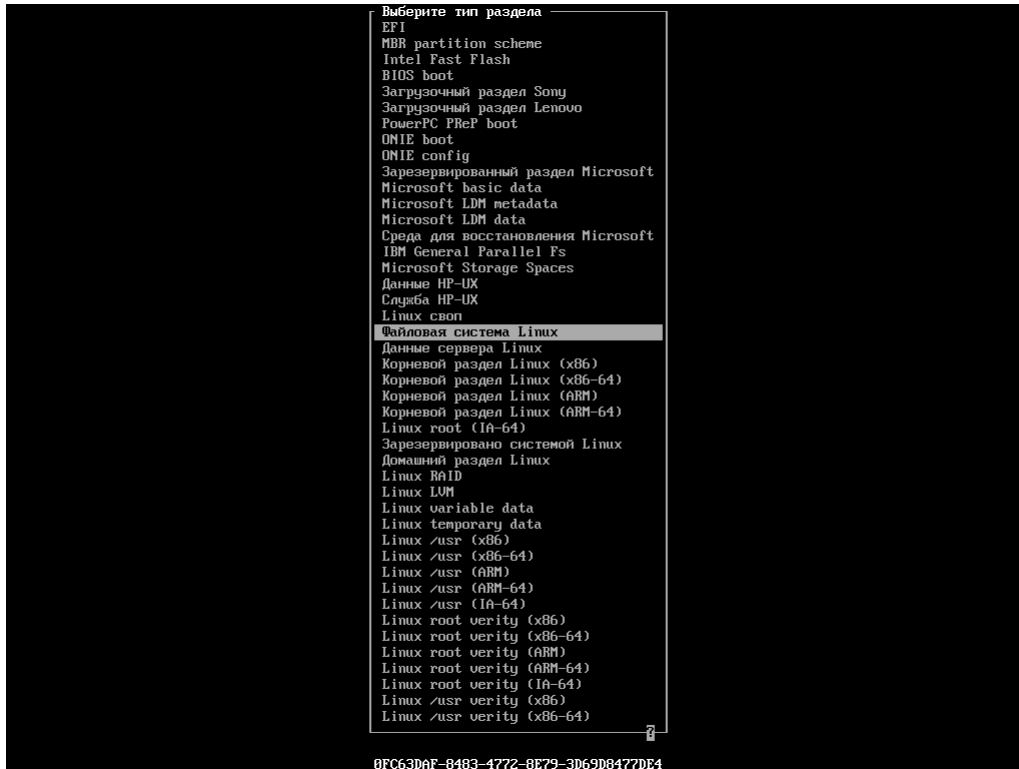 Выберите тип раздела
EFI
MBR partition scheme
Intel Fast Flash
BIOS boot
Загрузочный раздел Sony
Загрузочный раздел Lenovo
PowerPC PReP boot
ONIE boot
ONIE config
Зарезервированный раздел Microsoft
Microsoft basic data
Microsoft LDM metadata
Microsoft LDM data
Среда для восстановления Microsoft
IBM General Parallel Fs
Microsoft Storage Spaces
Данные HP-UX
Служба HP-UX
Linux своп
Файловая система Linux
Данные сервера Linux
Корневой раздел Linux (x86)
Корневой раздел Linux (x86-64)
Корневой раздел Linux (ARM)
Корневой раздел Linux (ARM-64)
Linux root (IA-64)
Зарезервировано системой Linux
Домашний раздел Linux
Linux RAID
Linux LVM
Linux variable data
Linux temporary data
Linux /usr (x86)
Linux /usr (x86-64)
Linux /usr (ARM)
Linux /usr (ARM-64)
Linux /usr (IA-64)
Linux root verity (x86)
Linux root verity (x86-64)
Linux root verity (ARM)
Linux root verity (ARM-64)
Linux root verity (IA-64)
Linux /usr verity (x86)
Linux /usr verity (x86-64)
0FC63DAF-8483-4772-8E79-3D69D8477DE4